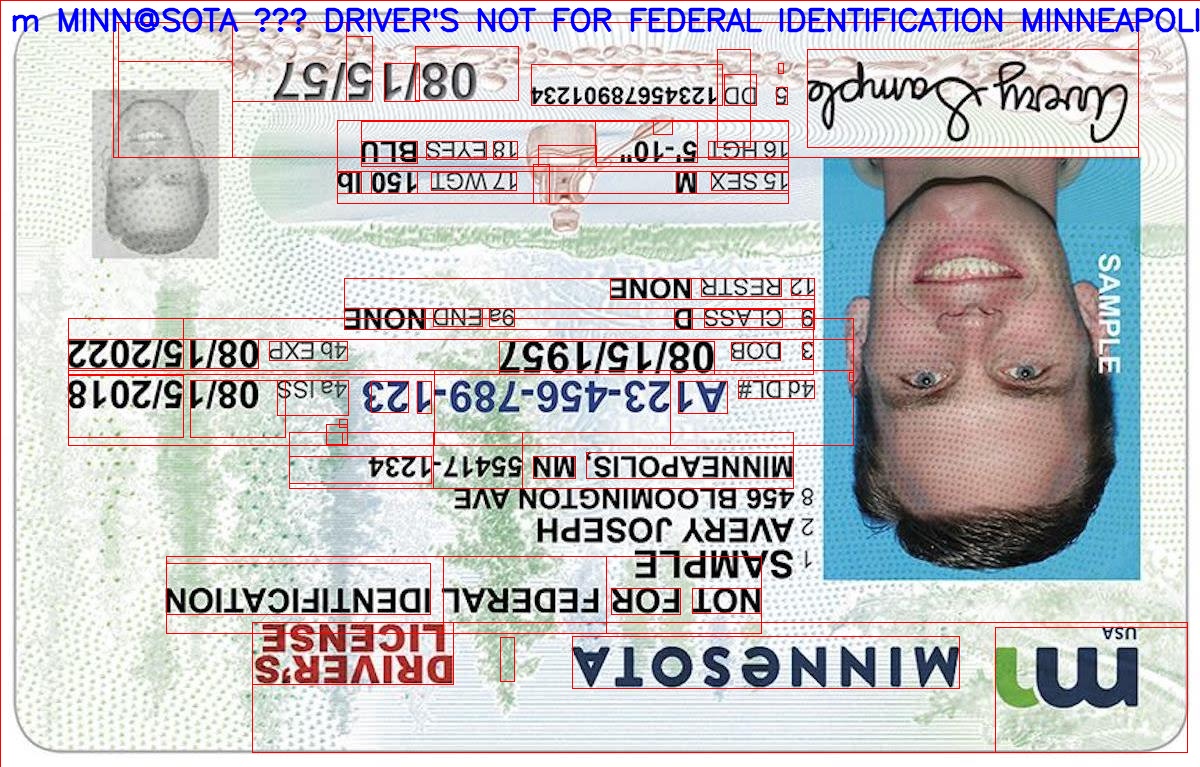 m MINN@SOTA ??? DRIVER'S NOT FOR FEDERAL IDENTIFICATION MINNEAPOLI
m USA
MINNESOTA
DRIVER'S
LICENSE
NOT FOR FEDERAL IDENTIFICATION
1 SAMPLE
2 AVERY JOSEPH
8 456 BLOOMINGTON AVE
MINNEAPOLIS, MN 55417-1234
4d DL# A123-456-789-123
4a ISS 08/15/2018
3 DOB 08/15/1957
4b EXP 08/15/2022
9 CLASS D
9a END NONE
12 RESTR NONE
SAMPLE
15 SEX M
17 WGT 150 lb
16 HGT 5'-10"
18 EYES BLU
5 DD 12345678901234
08/15/57
Avery Sample